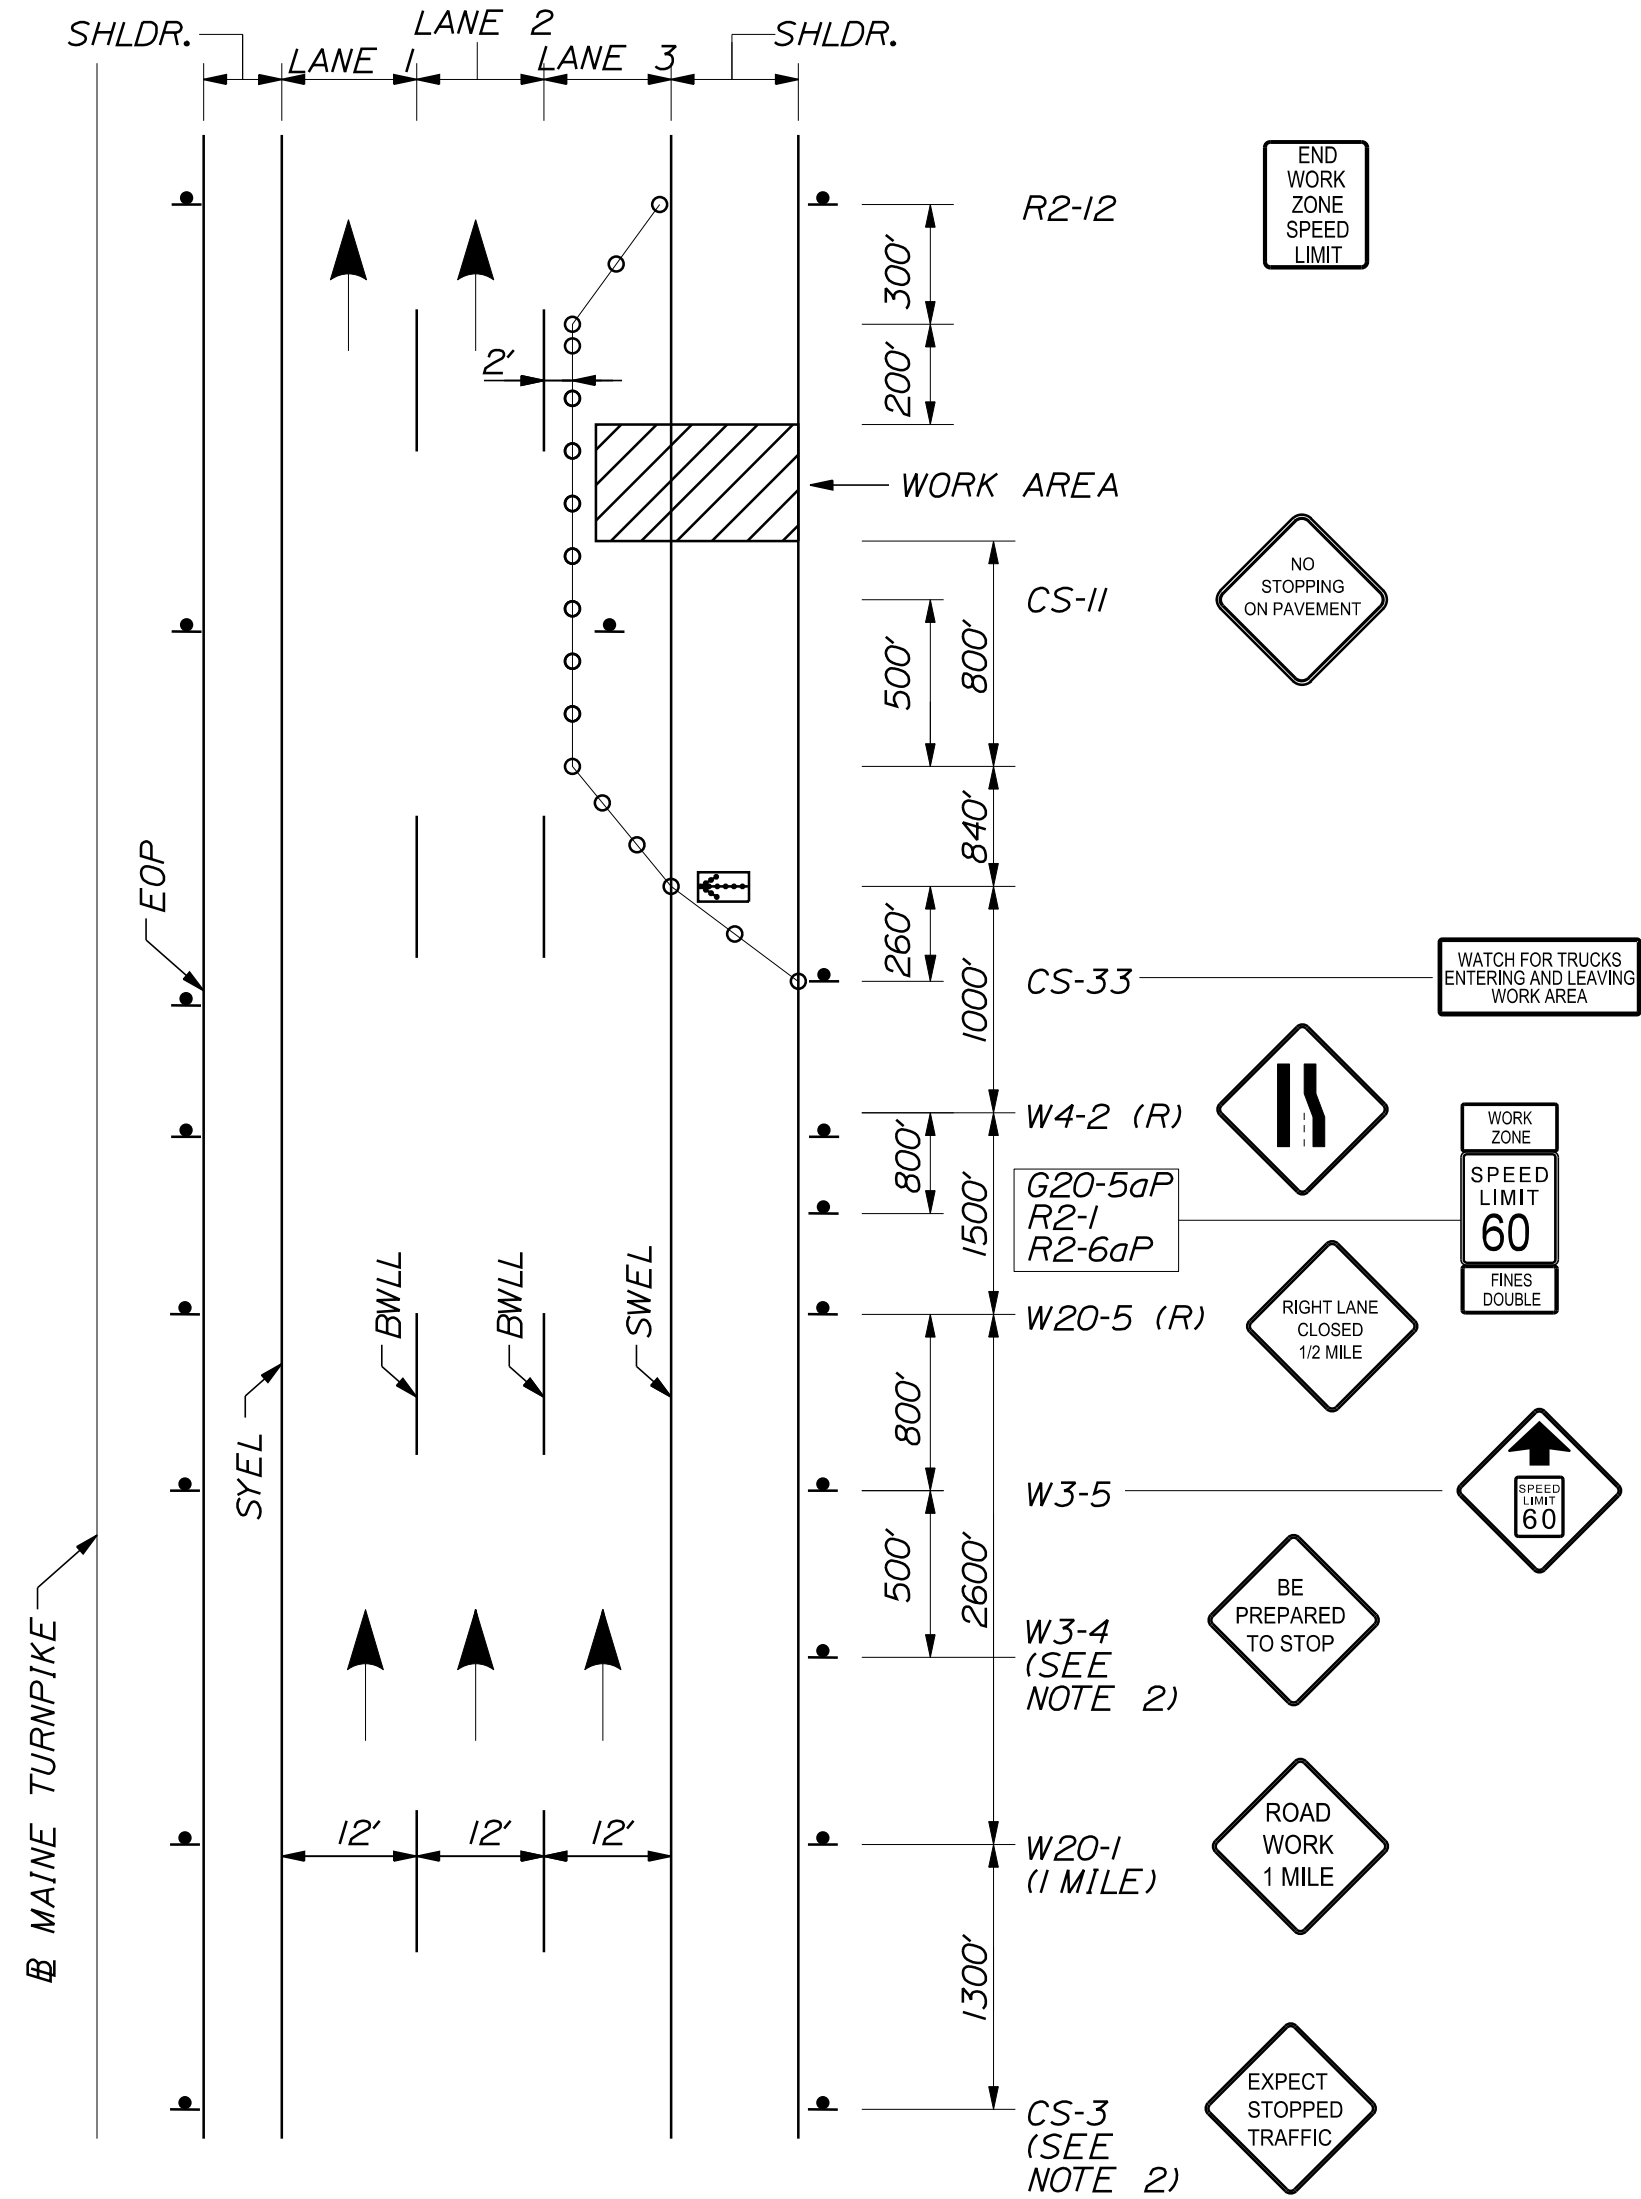 SHLDR.
LANE 1
LANE 2
LANE 3
SHLDR.
R2-12
END
WORK
ZONE
SPEED
LIMIT
300'
200'
2'
WORK AREA
CS-11
NO
STOPPING
ON PAVEMENT
500'
800'
840'
EOP
260'
1000'
CS-33
WATCH FOR TRUCKS
ENTERING AND LEAVING
WORK AREA
W4-2 (R)
800'
1500'
G20-5aP
R2-1
R2-6aP
WORK
ZONE
SPEED
LIMIT
60
FINES
DOUBLE
BWLL
BWLL
SWEL
W20-5 (R)
RIGHT LANE
CLOSED
1/2 MILE
SYEL
800'
W3-5
SPEED
LIMIT
60
500'
2600'
BE
PREPARED
TO STOP
W3-4
(SEE
NOTE 2)
MAINE TURNPIKE
12'
12'
12'
W20-1
(1 MILE)
ROAD
WORK
1 MILE
1300'
CS-3
(SEE
NOTE 2)
EXPECT
STOPPED
TRAFFIC